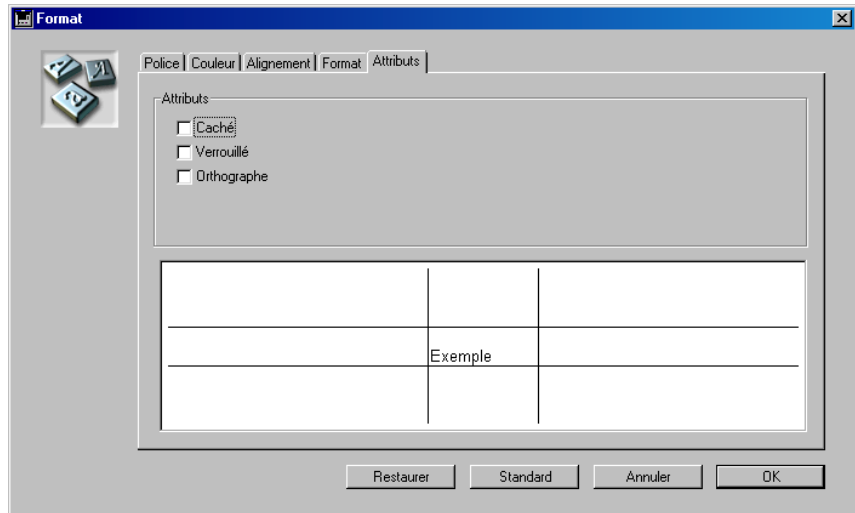 Format
Police Couleur Alignement Format Attributs
Attributs
Caché
Verrouillé
Orthographe
Exemple
Restaurer Standard Annuler OK